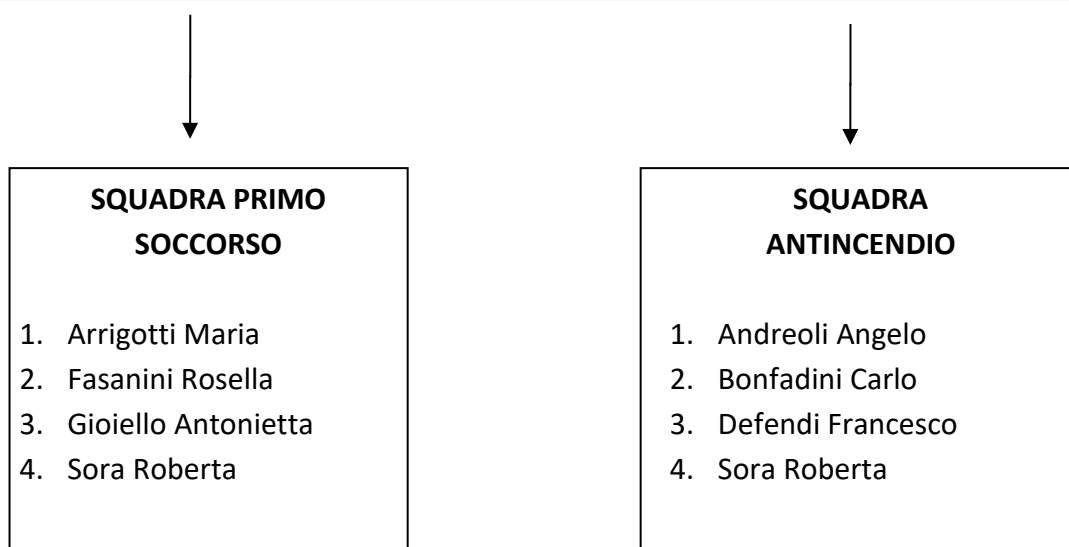 SQUADRA PRIMO
SOCCORSO
1. Arrigotti Maria
2. Fasanini Rosella
3. Gioiello Antonietta
4. Sora Roberta
SQUADRA
ANTINCENDIO
1. Andreoli Angelo
2. Bonfadini Carlo
3. Defendi Francesco
4. Sora Roberta